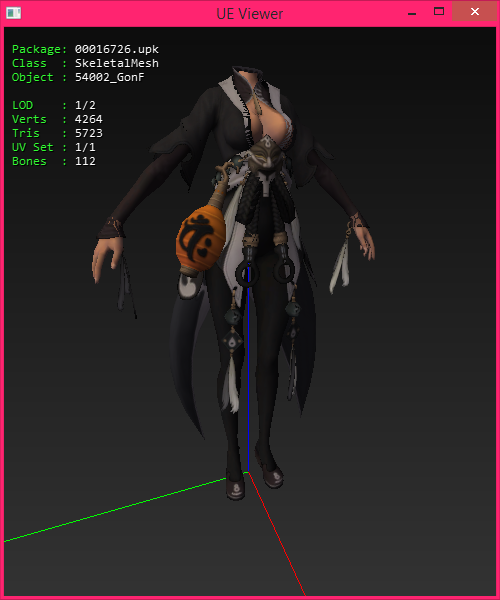 UE Viewer
Package: 00016726.upk
Class  : SkeletalMesh
Object : 54002_GonF
LOD    : 1/2
Verts  : 4264
Tris   : 5723
UV Set : 1/1
Bones  : 112